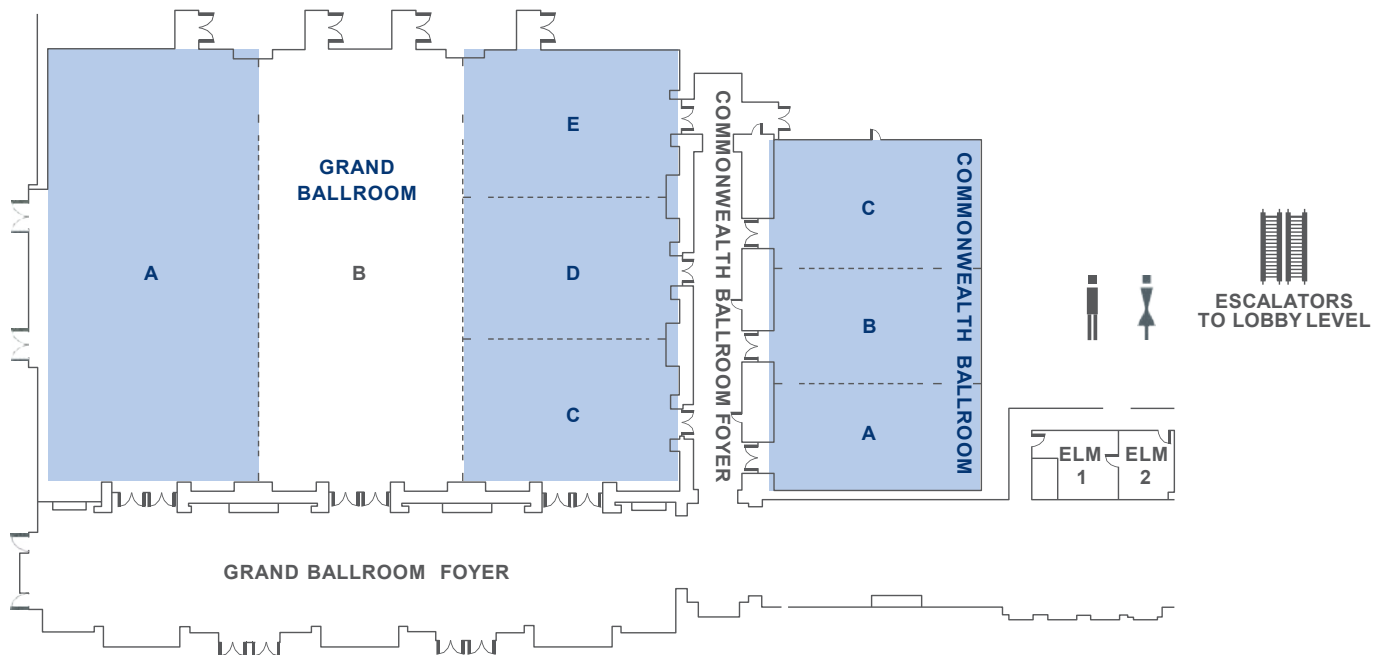 GRAND
BALLROOM
A
B
E
D
C
COMMONWEALTH BALLROOM FOYER
COMMONWEALTH BALLROOM
C
B
A
ESCALATORS
TO LOBBY LEVEL
ELM
1
ELM
2
GRAND BALLROOM FOYER